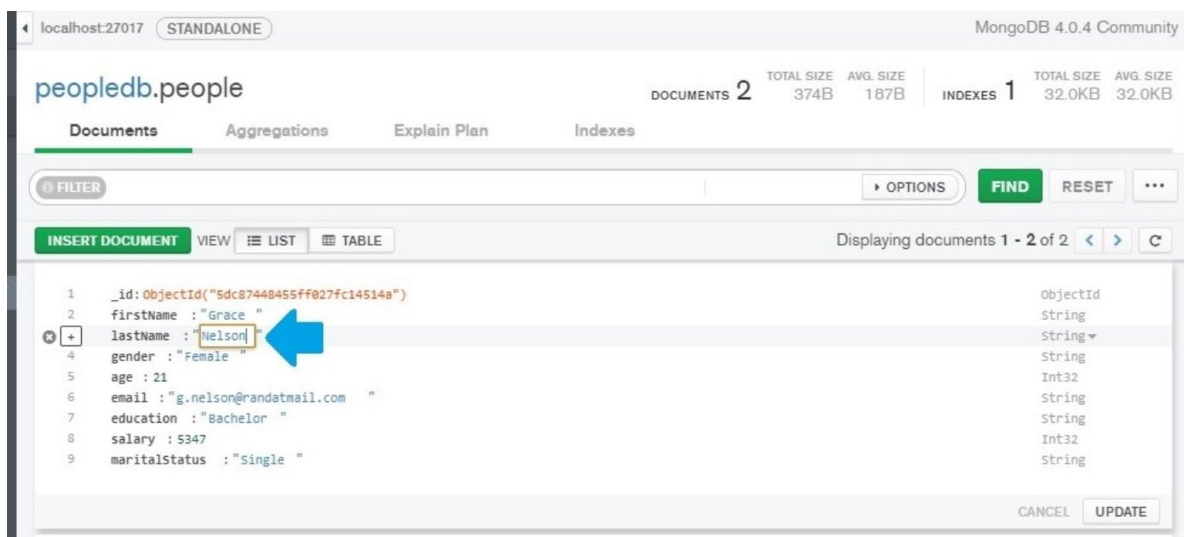 localhost:27017 STANDALONE MongoDB 4.0.4 Community
peopledb.people DOCUMENTS 2 TOTAL SIZE 374B AVG. SIZE 187B INDEXES 1 TOTAL SIZE 32.0KB AVG. SIZE 32.0KB
Documents Aggregations Explain Plan Indexes
FILTER OPTIONS FIND RESET ...
INSERT DOCUMENT VIEW LIST TABLE Displaying documents 1 - 2 of 2 < >
1 _id:ObjectId("5dc87448455ff027fc14514a") ObjectId
2 firstName :"Grace " String
+ lastName :"Nelson " String
4 gender :"Female " String
5 age :21 Int32
6 email :"g.nelson@randatmail.com " String
7 education :"Bachelor " String
8 salary :5347 Int32
9 maritalStatus :"Single " String
CANCEL UPDATE